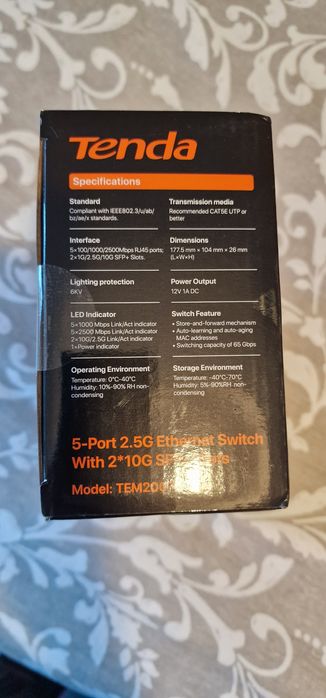 Tenda
Specifications
Standard
Compliant with IEEE802.3/u/ab/
bz/ae/x standards.
Transmission media
Recommended CAT5E UTP or
better
Interface
5×100/1000/2500Mbps RJ45 ports;
2×1G/2.5G/10G SFP+ Slots.
Dimensions
177.5 mm × 104 mm × 26 mm
(L×W×H)
Lighting protection
6KV
Power Output
12V 1A DC
LED Indicator
5×1000 Mbps Link/Act indicator
5×2500 Mbps Link/Act indicator
2×10G/2.5G Link/Act indicator
1×Power indicator
Switch Feature
• Store-and-forward mechanism
• Auto-learning and auto-aging
MAC addresses
• Switching capacity of 65 Gbps
Operating Environment
Temperature: 0°C-40°C
Humidity: 10%-90% RH non-
condensing
Storage Environment
Temperature: -40°C-70°C
Humidity: 5%-90%RH non-
condensing
5-Port 2.5G Ethernet Switch
With 2*10G
Model: